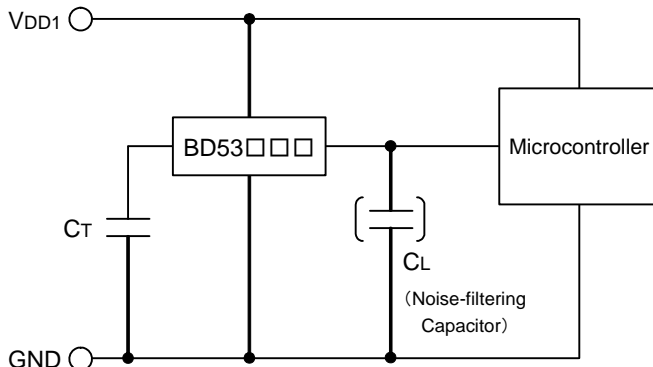 VDD1
BD53□□□
Microcontroller
CT
CL
（Noise-filtering
Capacitor）
GND